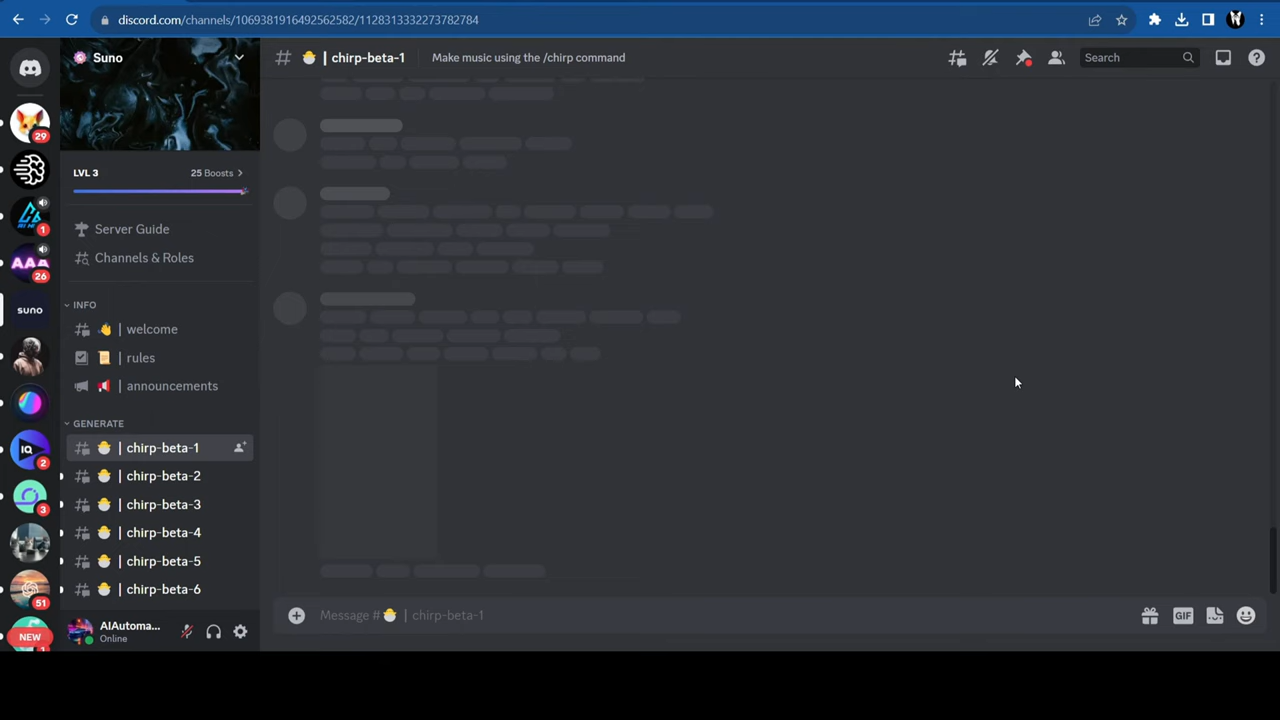 discord.com/channels/1069381916492562582/1128313332273782784
Suno
chirp-beta-1
Make music using the /chirp command
Search
29
LVL 3
25 Boosts
1
Server Guide
AAA
26
Channels & Roles
INFO
suno
welcome
rules
announcements
GENERATE
chirp-beta-1
IQ
2
chirp-beta-2
3
chirp-beta-3
chirp-beta-4
chirp-beta-5
51
chirp-beta-6
Message # | chirp-beta-1
GIF
NEW
AIAutoma...
Online